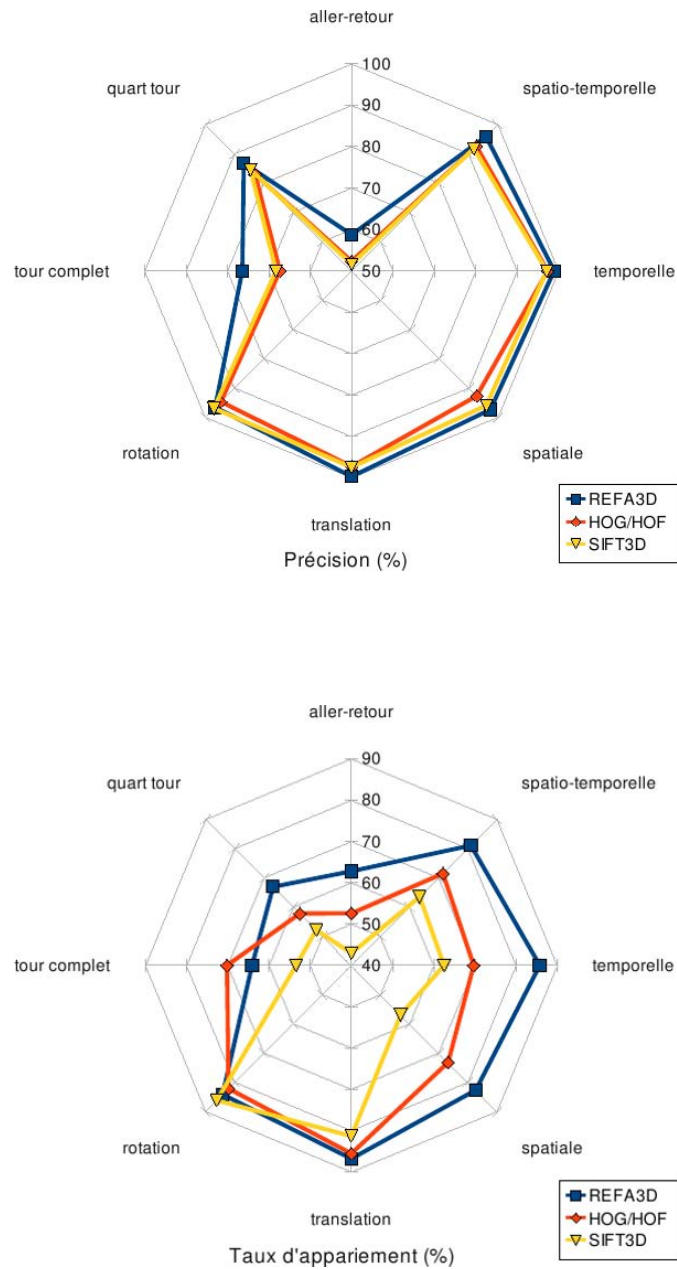 aller-retour
quart tour
100
spatio-temporelle
90
80
70
60
tour complet
50
temporelle
rotation
spatiale
translation
REFA3D
HOG/HOF
SIFT3D
Précision (%)
aller-retour
quart tour
90
spatio-temporelle
80
70
60
50
tour complet
40
temporelle
rotation
spatiale
translation
REFA3D
HOG/HOF
SIFT3D
Taux d'appariement (%)